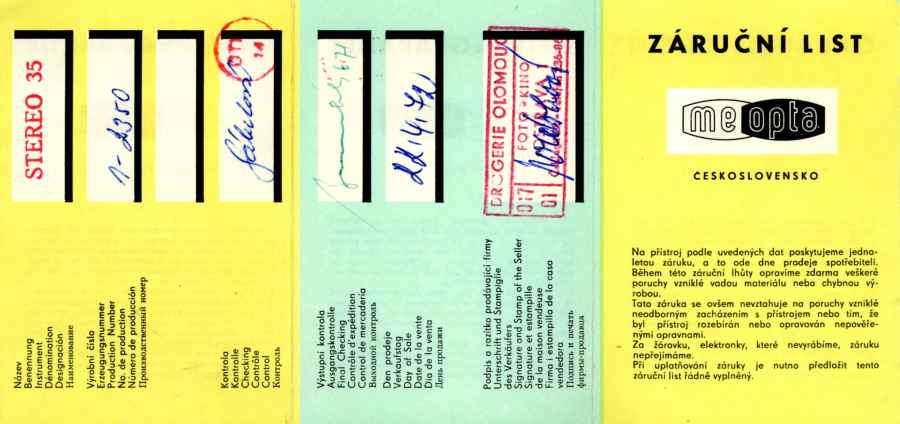 STEREO 35
1-2350
Název
Benennung
Instrument
Dénomination
Designación
Наименование
Výrobní číslo
Erzeugungsnummer
Production Number
No. de production
Número de producción
Производственный номер
Kontrola
Kontrolle
Checking
Contrôle
Control
Контроль
Výstupní kontrola
Ausgangskontrolle
Final Checking
Contrôle d'expédition
Control de mercadería
Выходной контроль
Den prodeje
Verkaufstag
Day of Sale
Date de la vente
Día de la venta
День продажи
DROGERIE OLOMOUC
FOTO - KINO
017
01
Podpis a razítko prodávající firmy
Unterschrift und Stampiglie
des Verkäufers
Signature and Stamp of the Seller
Signature et estampille
de la maison vendeuse
Firma i estampilla de la casa
vendedora
Подпись и печать
фирмы-продавца
ZÁRUČNÍ LIST
meopta
ČESKOSLOVENSKO
Na přístroj podle uvedených dat poskytujeme jedno-
letou záruku, a to ode dne prodeje spotřebiteli.
Během této záruční lhůty opravíme zdarma veškeré
poruchy vzniklé vadou materiálu nebo chybnou vý-
robou.
Tato záruka se ovšem nevztahuje na poruchy vzniklé
neodborným zacházením s přístrojem nebo tím, že
byl přístroj rozebírán nebo opravován nepověře-
nými opravnami.
Za žárovku, elektronky, které nevyrábíme, záruku
nepřejímáme.
Při uplatňování záruky je nutno předložit tento
záruční list řádně vyplněný.